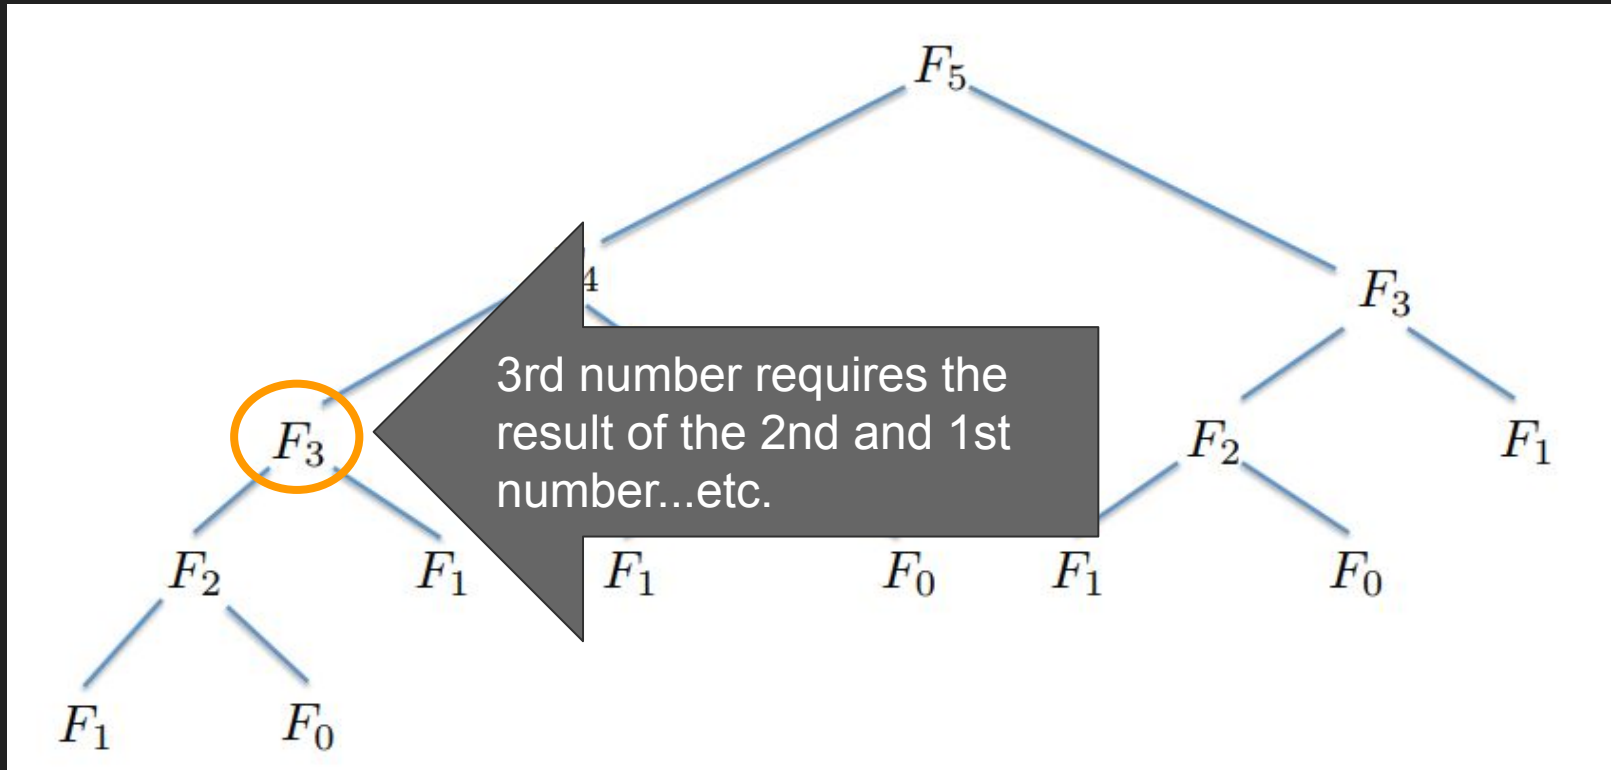 F5
4
F3
3rd number requires the
result of the 2nd and 1st
number...etc.
F3
F2
F1
F2
F1
F1
F0
F1
F0
F1
F0